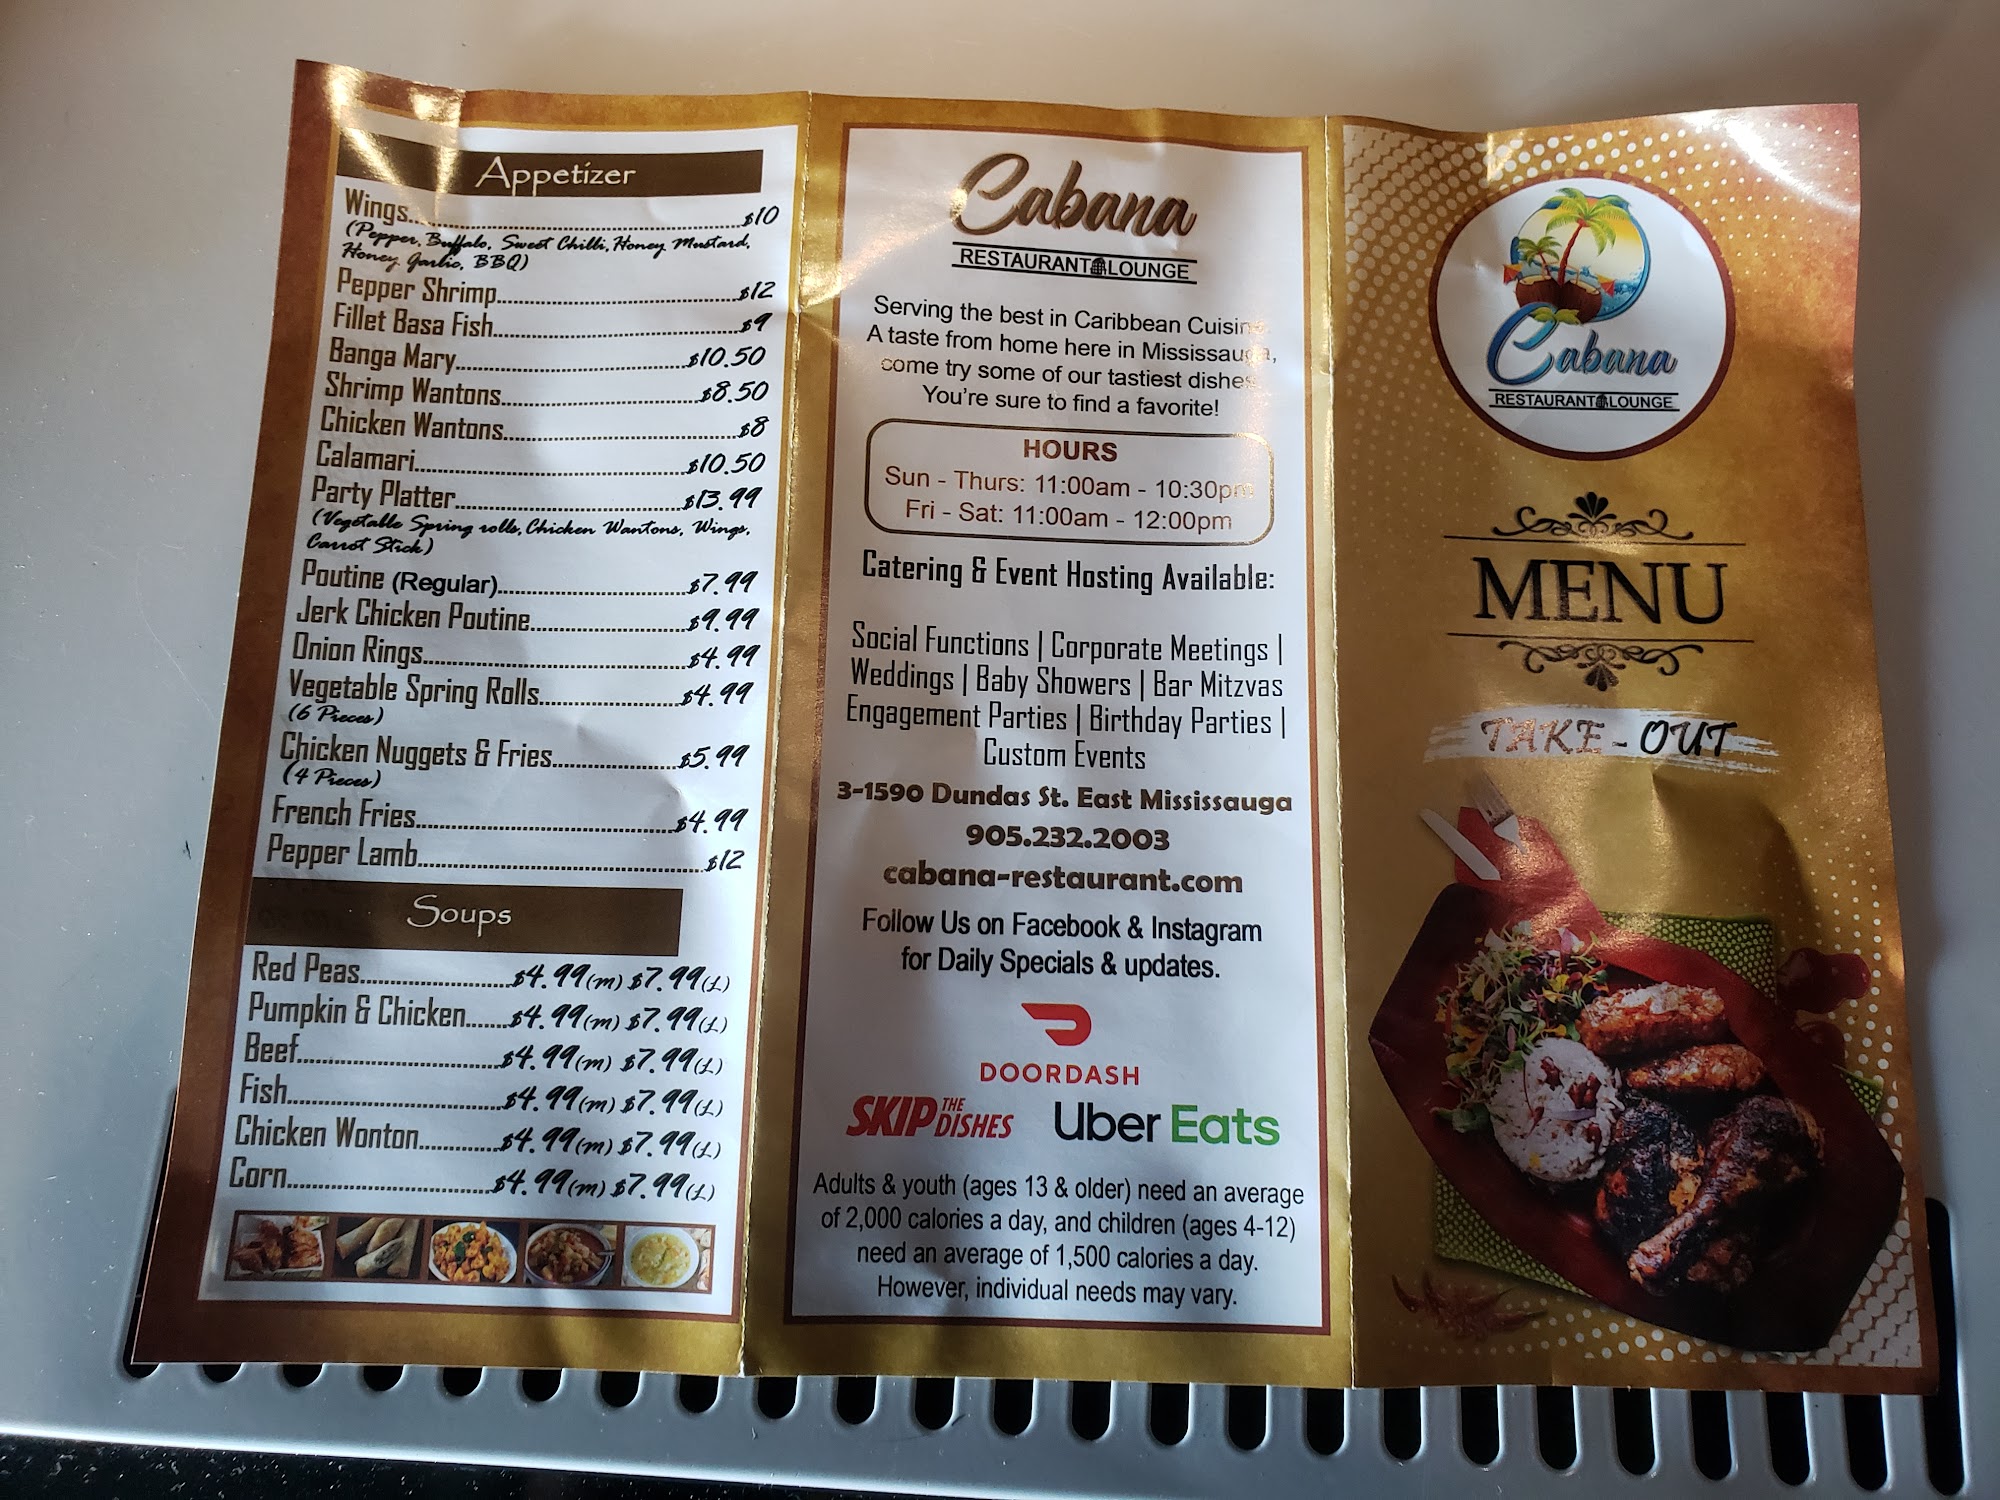 Appetizer
Wings..........$10
(Pepper, Buffalo, Sweet Chilli, Honey Mustard,
Honey Garlic, BBQ)
Pepper Shrimp..........$12
Fillet Basa Fish..........$9
Banga Mary..........$10.50
Shrimp Wantons..........$8.50
Chicken Wantons..........$8
Calamari..........$10.50
Party Platter..........$13.99
(Vegetable Spring rolls, Chicken Wantons, Wings,
Carrot Stick)
Poutine (Regular)..........$7.99
Jerk Chicken Poutine..........$9.99
Onion Rings..........$4.99
Vegetable Spring Rolls..........$4.99
(6 Pieces)
Chicken Nuggets & Fries..........$5.99
(4 Pieces)
French Fries..........$4.99
Pepper Lamb..........$12
Soups
Red Peas..........$4.99(m) $7.99(L)
Pumpkin & Chicken.......$4.99(m) $7.99(L)
Beef..........$4.99(m) $7.99(L)
Fish..........$4.99(m) $7.99(L)
Chicken Wonton..........$4.99(m) $7.99(L)
Corn..........$4.99(m) $7.99(L)
Cabana
RESTAURANT LOUNGE
Serving the best in Caribbean Cuisine.
A taste from home here in Mississauga,
come try some of our tastiest dishes.
You're sure to find a favorite!
HOURS
Sun - Thurs: 11:00am - 10:30pm
Fri - Sat: 11:00am - 12:00pm
Catering & Event Hosting Available:
Social Functions | Corporate Meetings |
Weddings | Baby Showers | Bar Mitzvas
Engagement Parties | Birthday Parties |
Custom Events
3-1590 Dundas St. East Mississauga
905.232.2003
cabana-restaurant.com
Follow Us on Facebook & Instagram
for Daily Specials & updates.
DOORDASH
SKIP THE DISHES Uber Eats
Adults & youth (ages 13 & older) need an average
of 2,000 calories a day, and children (ages 4-12)
need an average of 1,500 calories a day.
However, individual needs may vary.
Cabana
RESTAURANT LOUNGE
MENU
TAKE-OUT